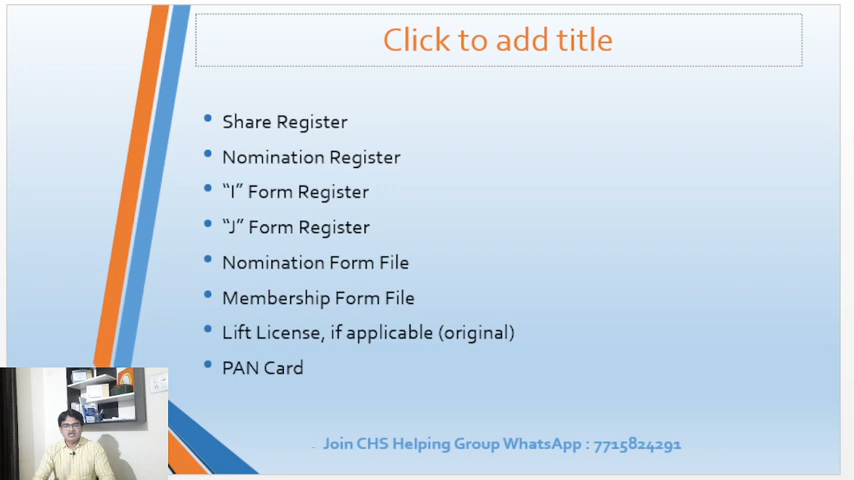 Click to add title
Share Register
Nomination Register
“I” Form Register
“J” Form Register
Nomination Form File
Membership Form File
Lift License, if applicable (original)
PAN Card
Join CHS Helping Group WhatsApp : 7715824291